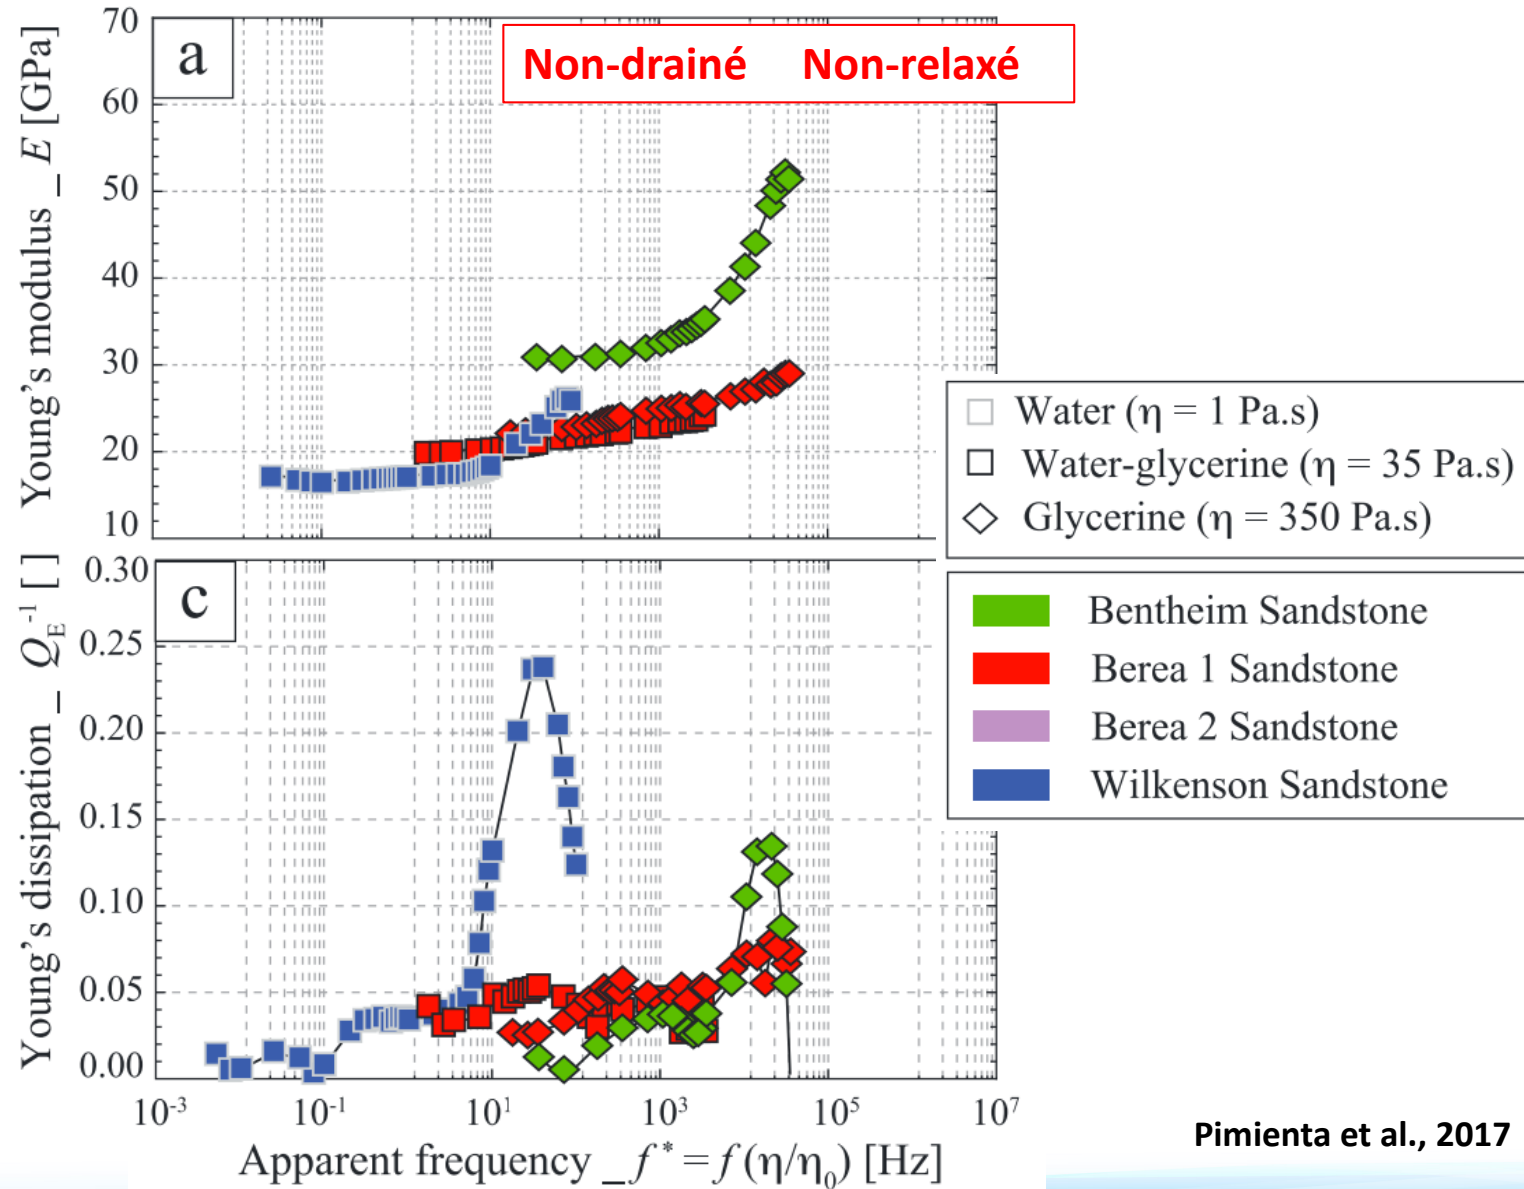 a
Non-drainé Non-relaxé
Young's modulus _ E [GPa]
70
60
50
40
30
20
10
c
Young's dissipation _ Q_E^-1 [ ]
0.30
0.25
0.20
0.15
0.10
0.05
0.00
10^-3 10^-1 10^1 10^3 10^5 10^7
Apparent frequency _ f* = f (η/η_0) [Hz]
Water (η = 1 Pa.s)
Water-glycerine (η = 35 Pa.s)
Glycerine (η = 350 Pa.s)
Bentheim Sandstone
Berea 1 Sandstone
Berea 2 Sandstone
Wilkenson Sandstone
Pimienta et al., 2017